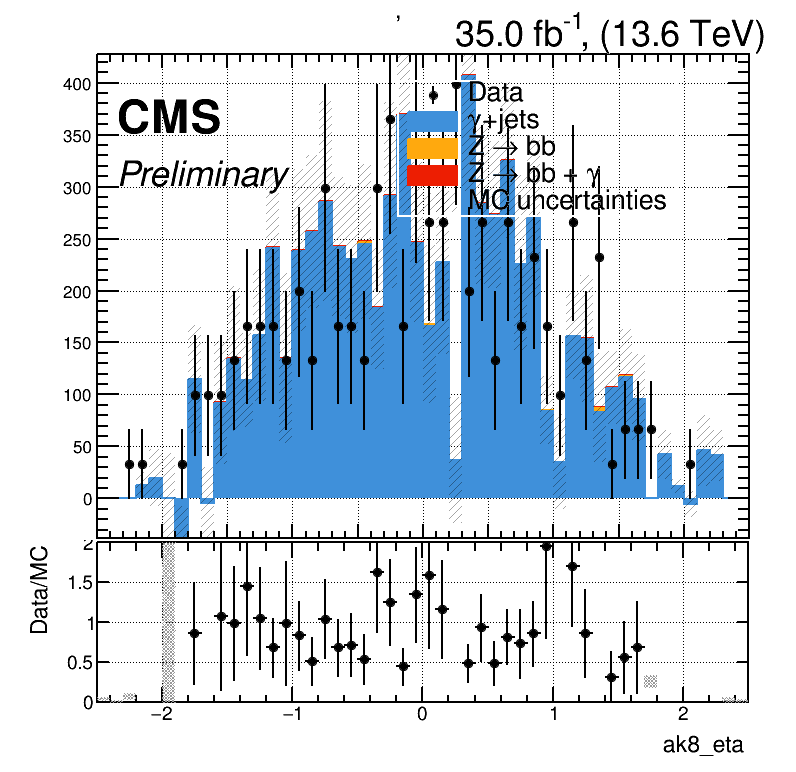 ,
35.0 fb-1, (13.6 TeV)
CMS
Preliminary
Data
γ+jets
Z → bb
Z → bb + γ
MC uncertainties
400
350
300
250
200
150
100
50
0
Data/MC
2
1.5
1
0.5
0
−2 −1 0 1 2
ak8_eta